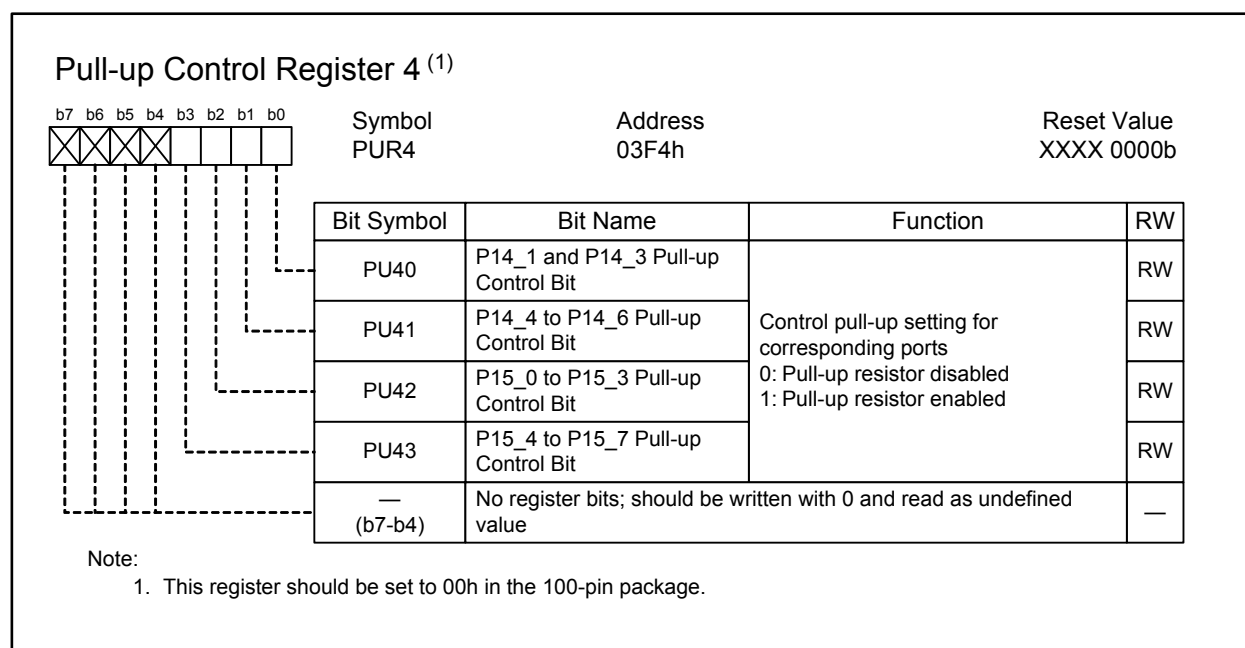 Pull-up Control Register 4 (1)
b7 b6 b5 b4 b3 b2 b1 b0
Symbol Address Reset Value
PUR4 03F4h XXXX 0000b
Bit Symbol Bit Name Function RW
PU40 P14_1 and P14_3 Pull-up
Control Bit RW
PU41 P14_4 to P14_6 Pull-up
Control Bit RW
PU42 P15_0 to P15_3 Pull-up
Control Bit RW
PU43 P15_4 to P15_7 Pull-up
Control Bit RW
Control pull-up setting for
corresponding ports
0: Pull-up resistor disabled
1: Pull-up resistor enabled
—
(b7-b4)
No register bits; should be written with 0 and read as undefined
value
—
Note:
1. This register should be set to 00h in the 100-pin package.